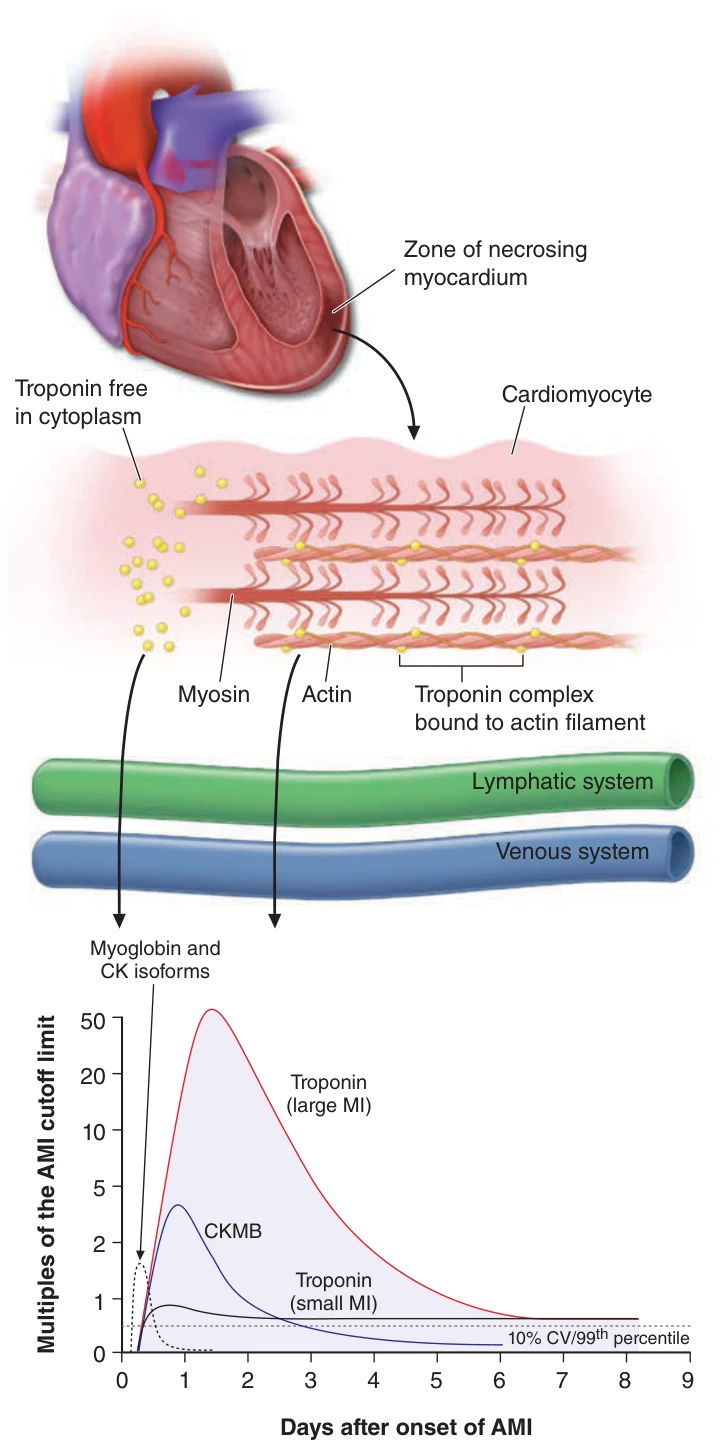 Zone of necrosing
myocardium
Troponin free
in cytoplasm
Cardiomyocyte
Myosin
Actin
Troponin complex
bound to actin filament
Lymphatic system
Venous system
Myoglobin and
CK isoforms
Multiples of the AMI cutoff limit
50
20
10
5
2
1
0
Troponin
(large MI)
CKMB
Troponin
(small MI)
10% CV/99th percentile
0 1 2 3 4 5 6 7 8 9
Days after onset of AMI